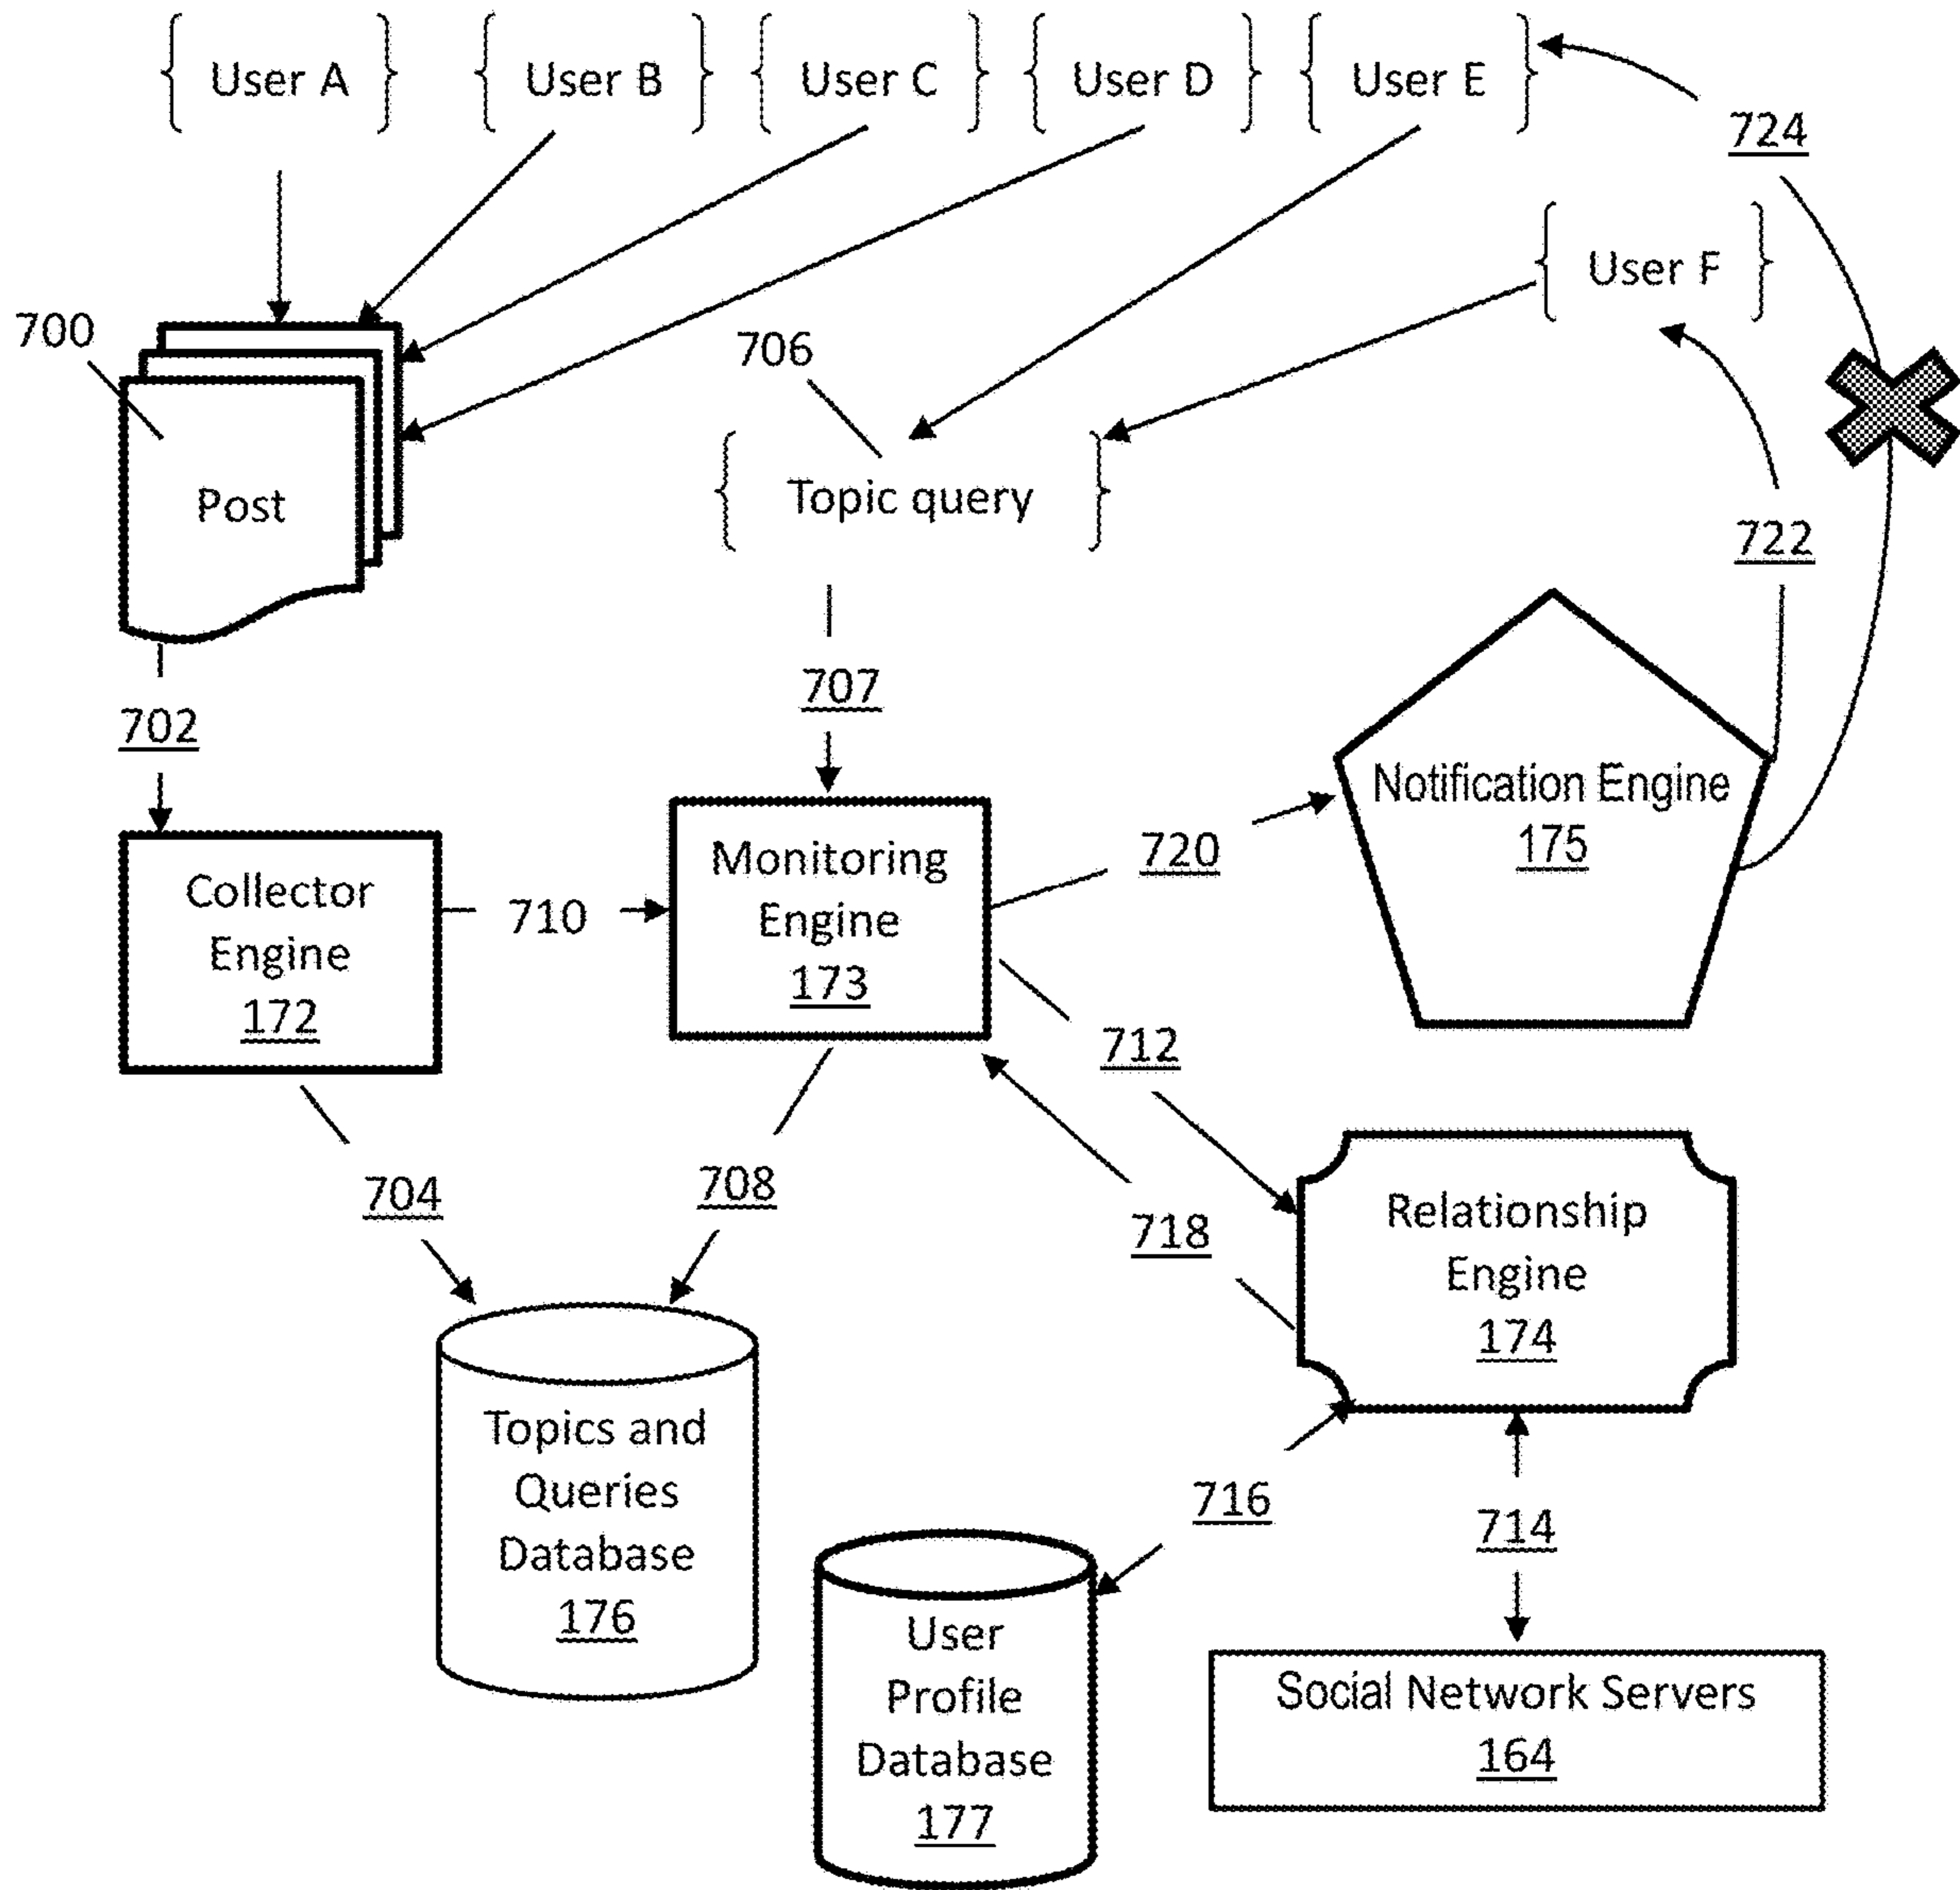 User A
User B
User C
User D
User E
724
User F
700
706
Post
Topic query
722
702
707
Notification Engine
175
Collector
Engine
172
710
Monitoring
Engine
173
720
712
704
708
718
Relationship
Engine
174
Topics and
Queries
Database
176
716
714
User
Profile
Database
177
Social Network Servers
164